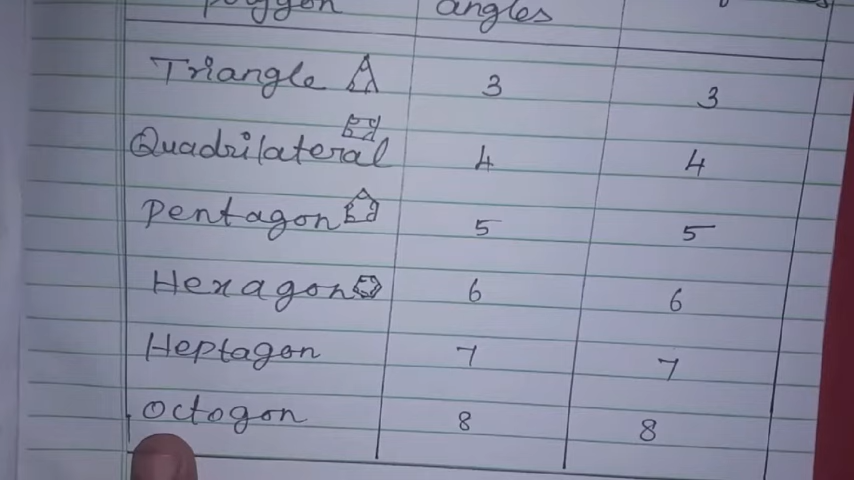 polygon angles
Triangle 3 3
Quadrilateral 4 4
Pentagon 5 5
Hexagon 6 6
Heptagon 7 7
Octogon 8 8